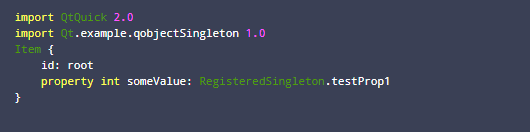 import QtQuick 2.0
import Qt.example.qobjectSingleton 1.0
Item {
    id: root
    property int someValue: RegisteredSingleton.testProp1
}